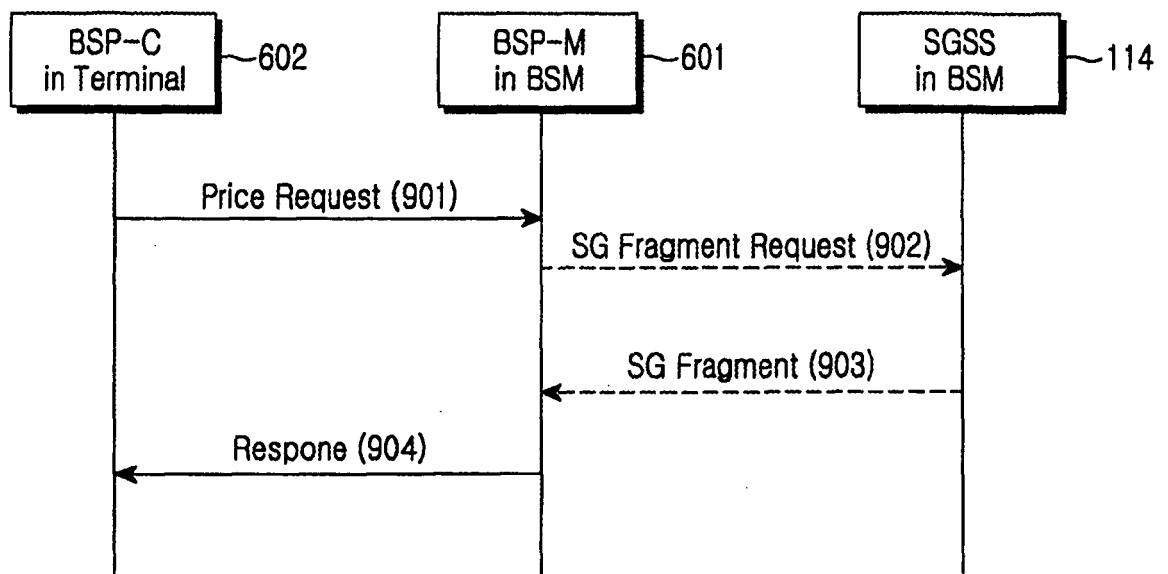 BSP-C
in Terminal
602
BSP-M
in BSM
601
SGSS
in BSM
114
Price Request (901)
SG Fragment Request (902)
SG Fragment (903)
Respone (904)